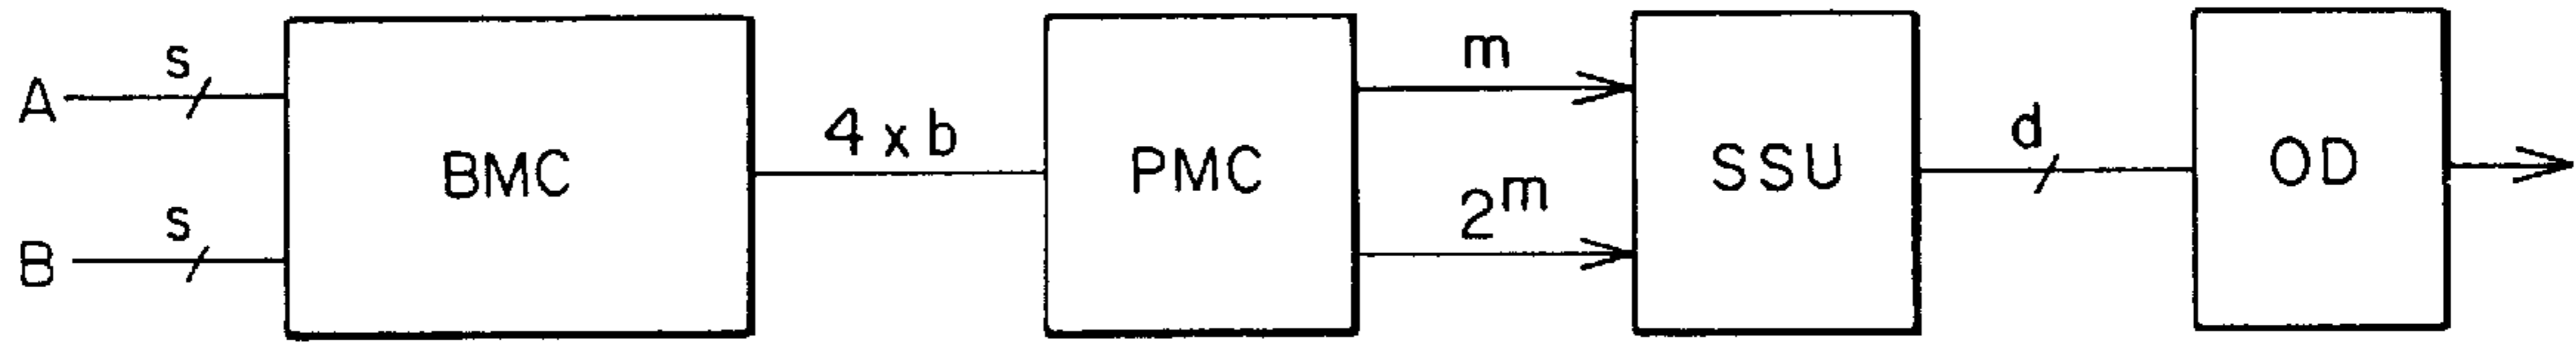 A s BMC 4 x b PMC m SSU d OD
B s 2^m